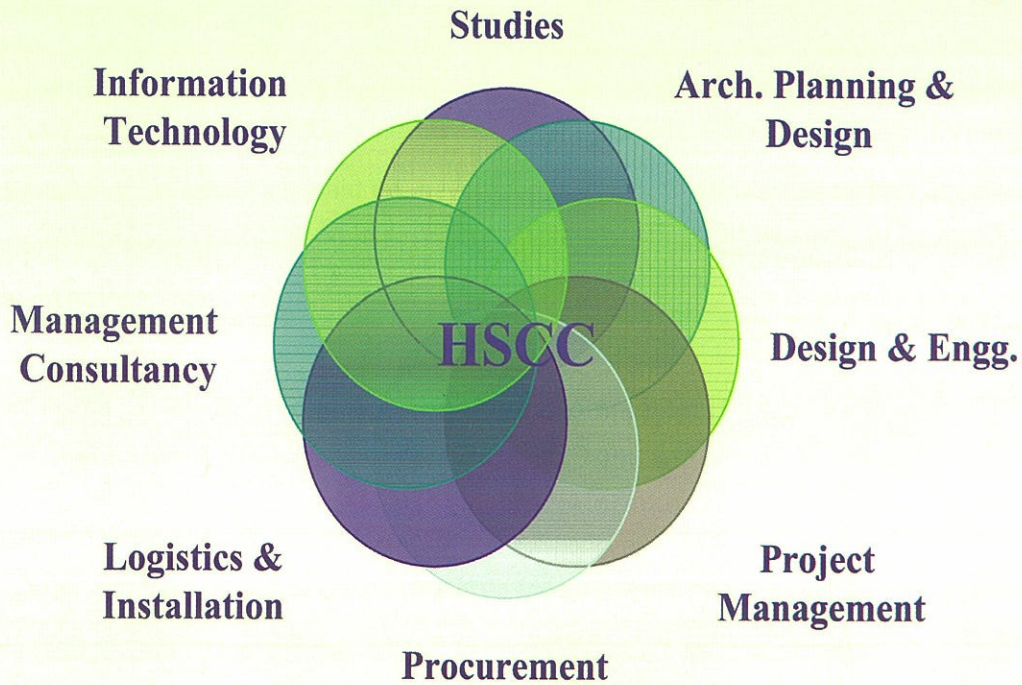 Studies
Information
Technology
Arch. Planning &
Design
Management
Consultancy
HSCC
Design & Engg.
Logistics &
Installation
Project
Management
Procurement